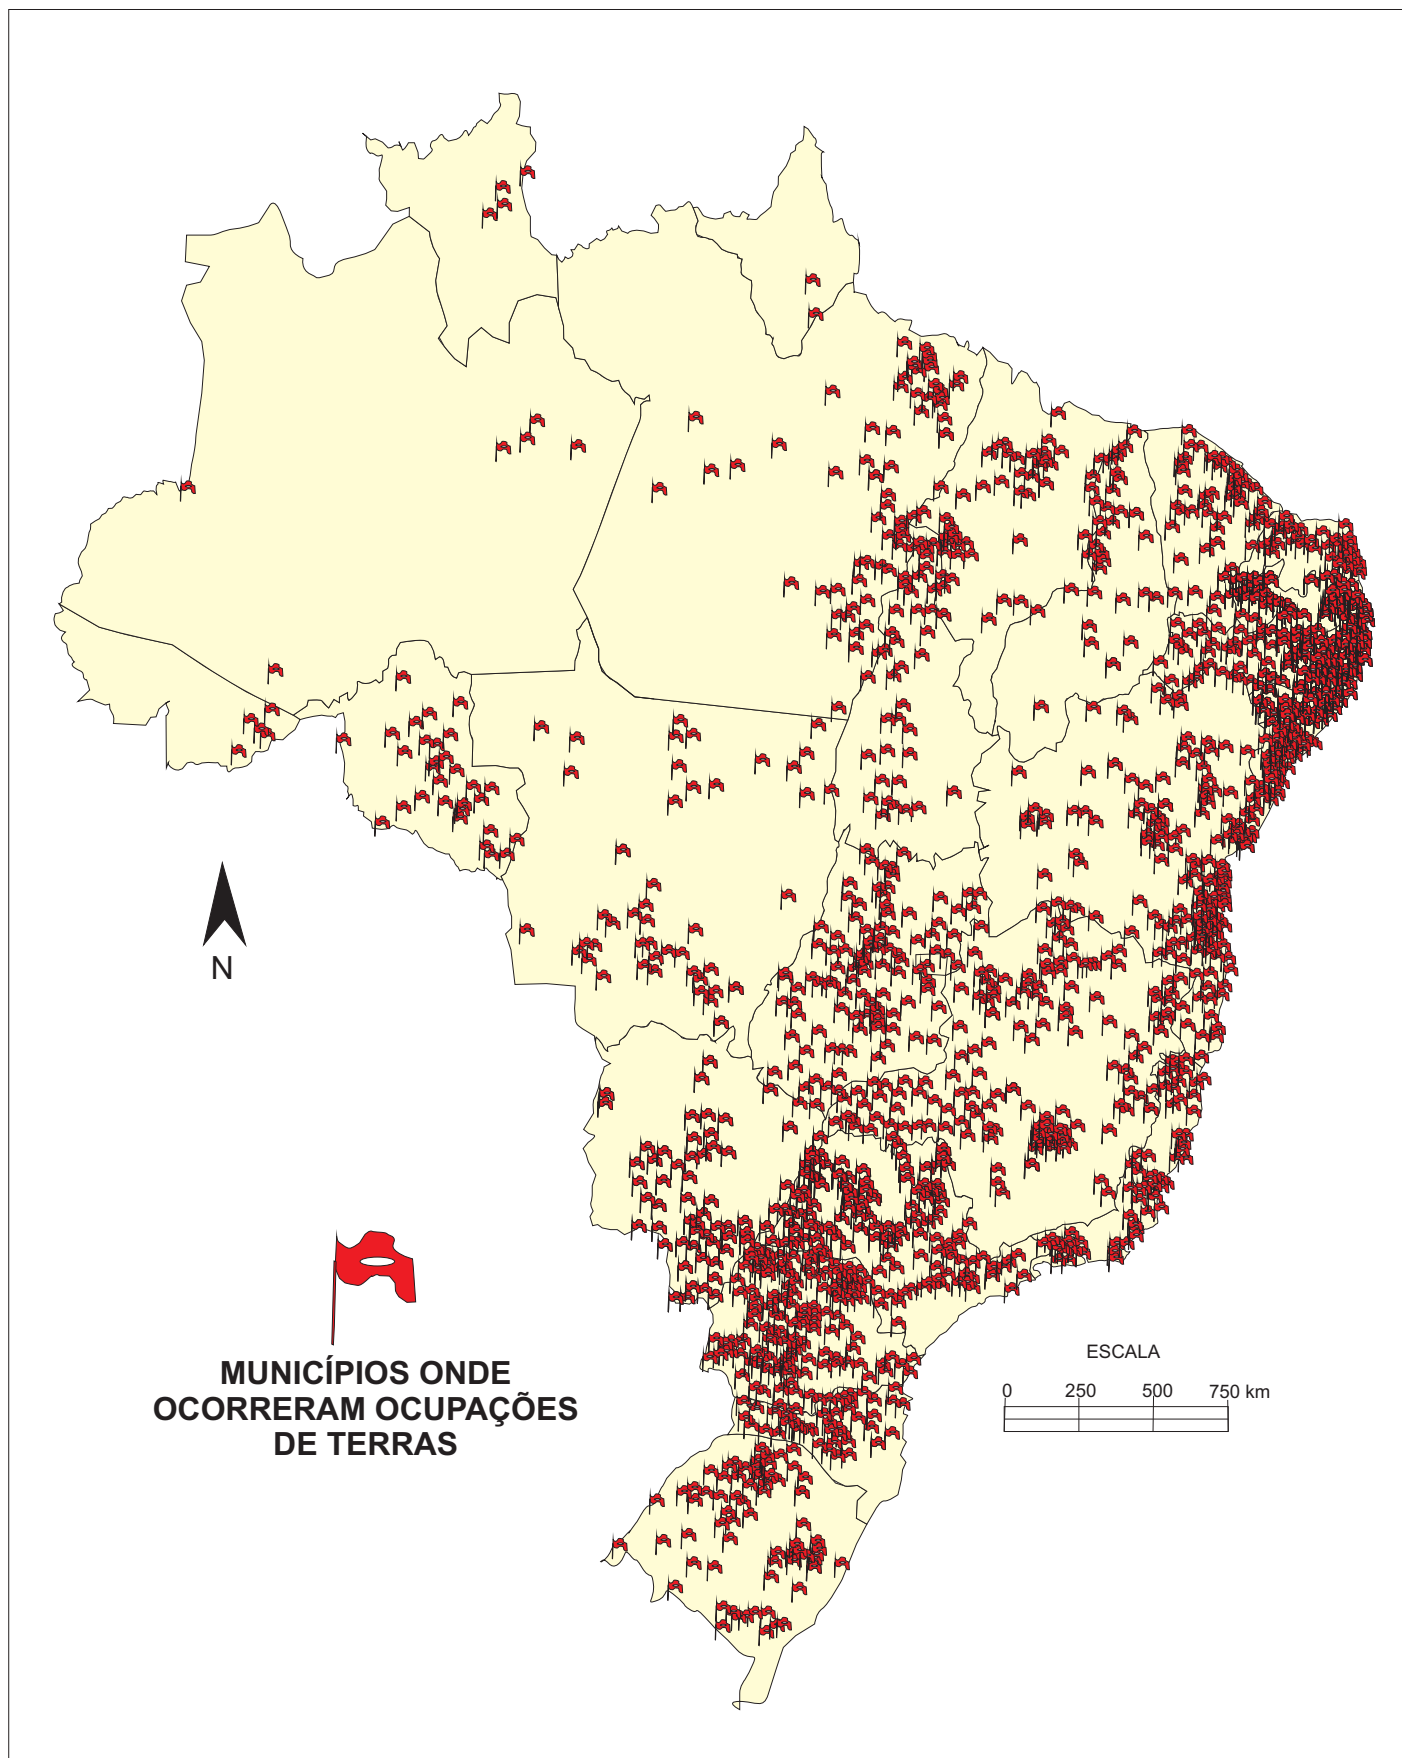 N
MUNICÍPIOS ONDE
OCORRERAM OCUPAÇÕES
DE TERRAS
ESCALA
0 250 500 750 km